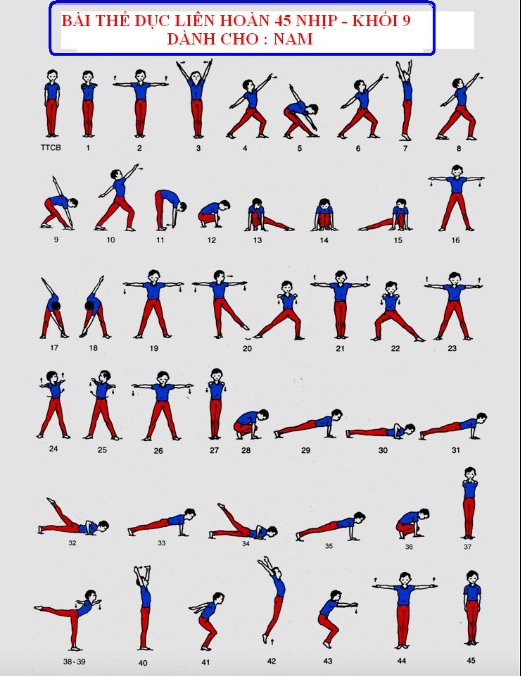 BÀI THỂ DỤC LIÊN HOÀN 45 NHỊP - KHỐI 9
DÀNH CHO : NAM
TTCB 1 2 3 4 5 6 7 8
9 10 11 12 13 14 15 16
17 18 19 20 21 22 23
24 25 26 27 28 29 30 31
32 33 34 35 36 37
38 - 39 40 41 42 43 44 45